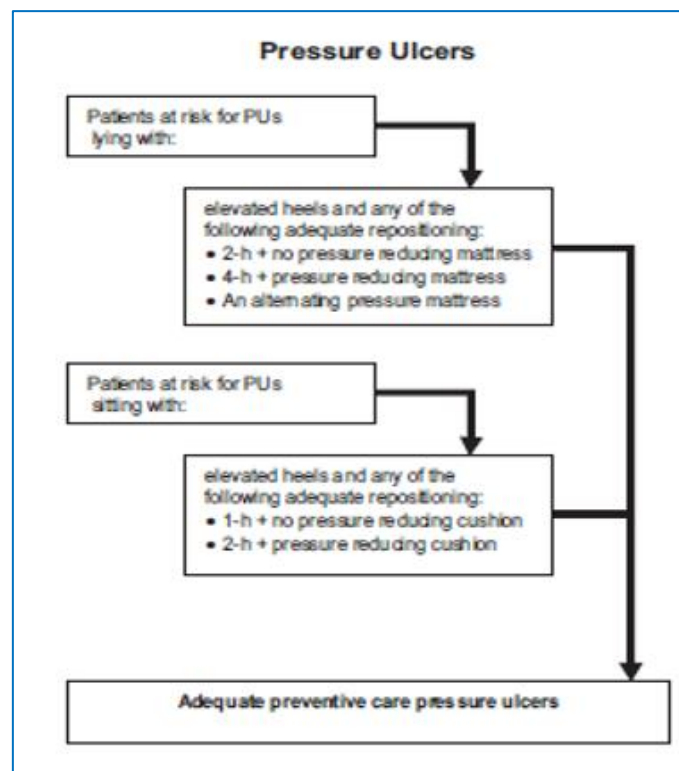 Pressure Ulcers
Patients at risk for PUs
lying with:
elevated heels and any of the
following adequate repositioning:
• 2-h + no pressure reducing mattress
• 4-h + pressure reducing mattress
• An alternating pressure mattress
Patients at risk for PUs
sitting with:
elevated heels and any of the
following adequate repositioning:
• 1-h + no pressure reducing cushion
• 2-h + pressure reducing cushion
Adequate preventive care pressure ulcers